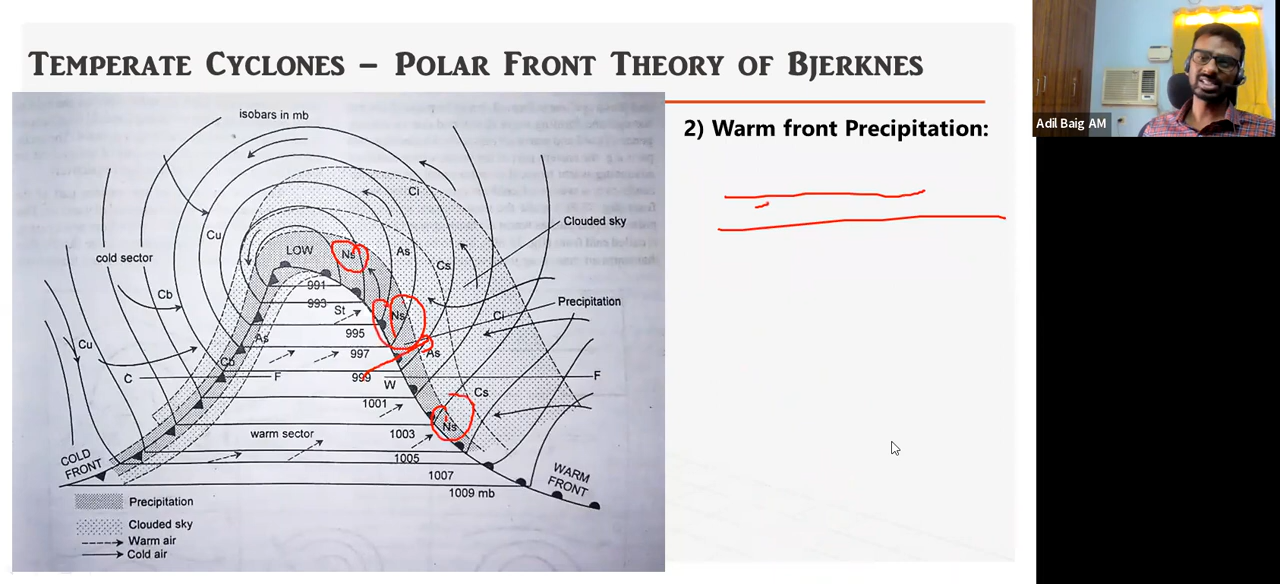 TEMPERATE CYCLONES – POLAR FRONT THEORY OF BJERKNES
2) Warm front Precipitation:
Adil Baig AM
isobars in mb
Ci
Clouded sky
Cu
LOW
Ns
As
Cs
cold sector
991
993
Cb
St
Ns
Ci
Precipitation
995
As
Cu
Cb
997
As
C
F
999
W
F
Cs
1001
Ns
warm sector
1003
COLD
FRONT
1005
1007
WARM
FRONT
1009 mb
Precipitation
Clouded sky
Warm air
Cold air